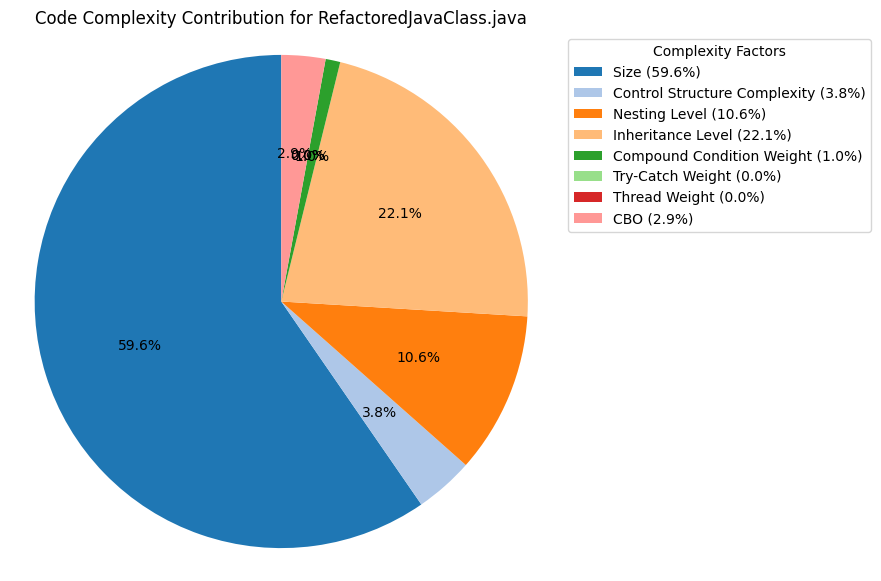 Code Complexity Contribution for RefactoredJavaClass.java
Complexity Factors
Size (59.6%)
Control Structure Complexity (3.8%)
Nesting Level (10.6%)
Inheritance Level (22.1%)
Compound Condition Weight (1.0%)
Try-Catch Weight (0.0%)
Thread Weight (0.0%)
CBO (2.9%)
2.9%
22.1%
59.6%
10.6%
3.8%